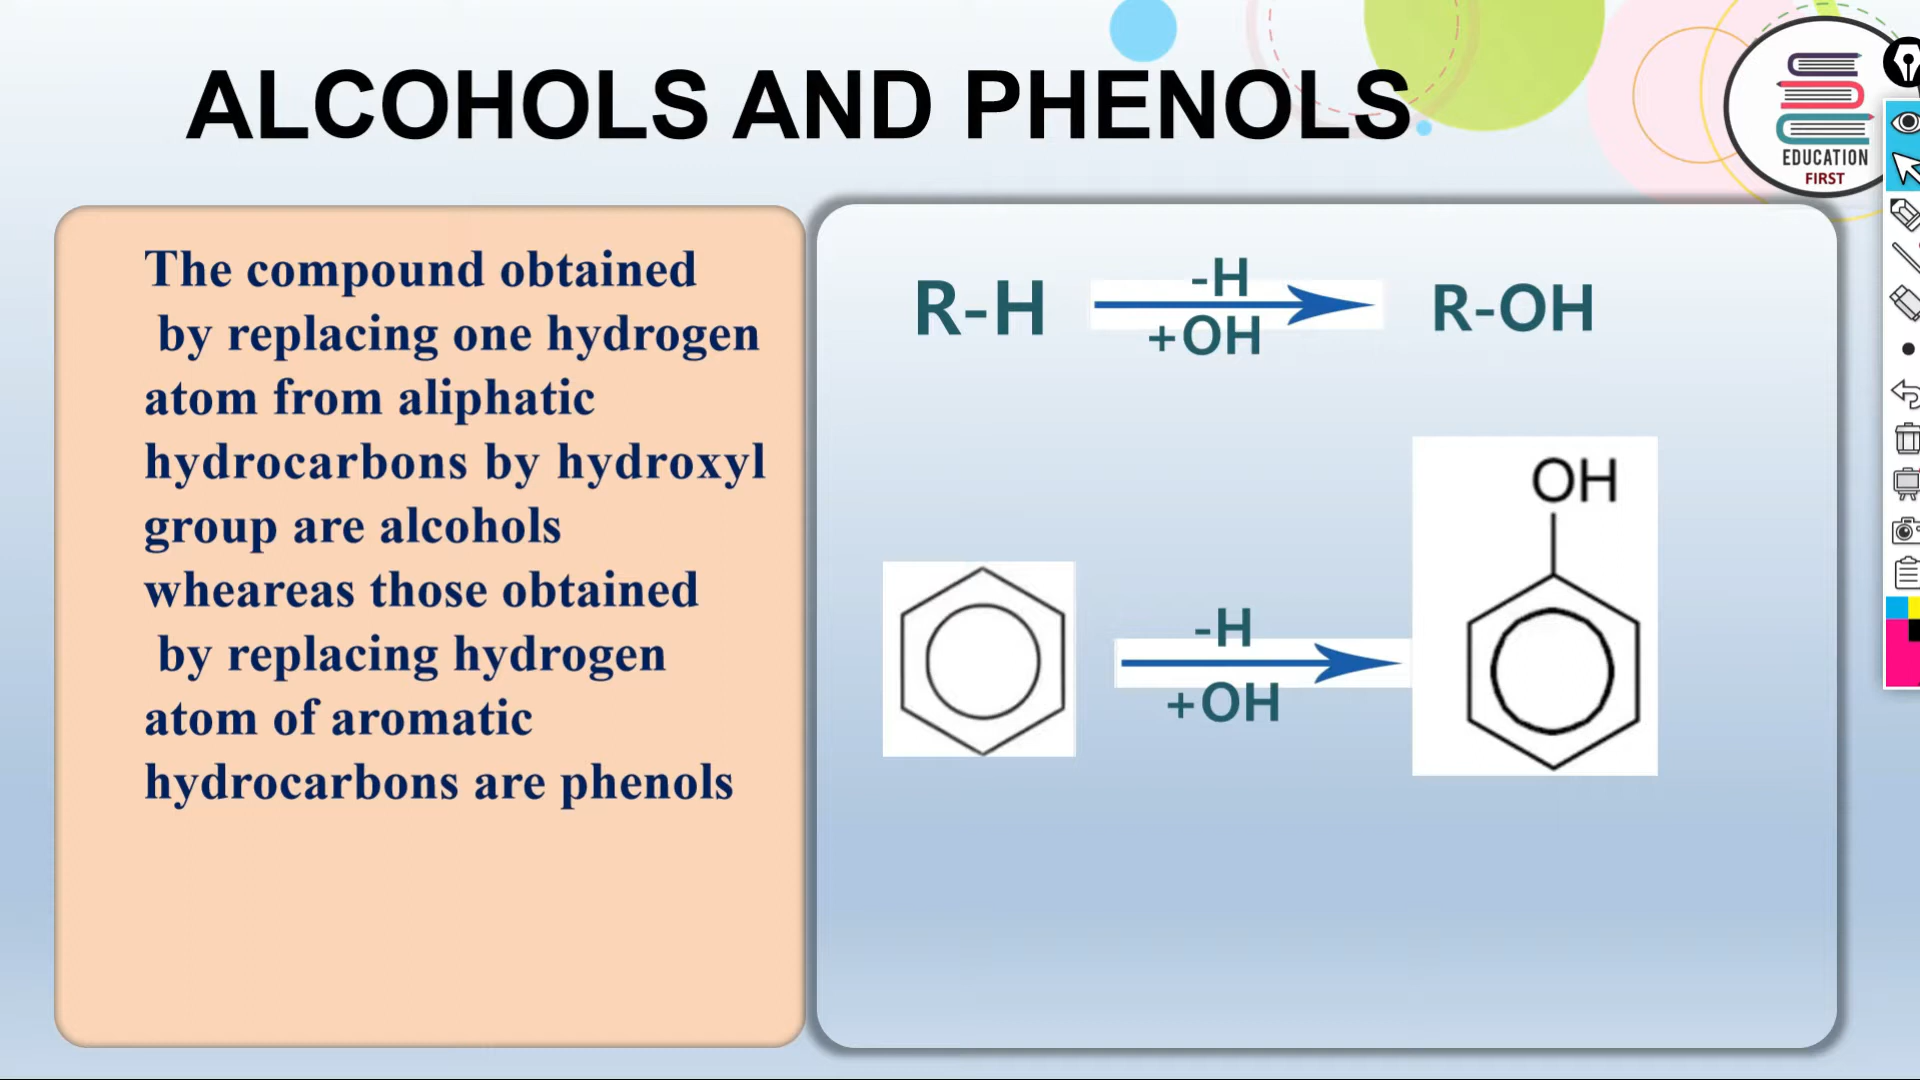 ALCOHOLS AND PHENOLS
EDUCATION
FIRST
The compound obtained
by replacing one hydrogen
atom from aliphatic
hydrocarbons by hydroxyl
group are alcohols
wheareas those obtained
by replacing hydrogen
atom of aromatic
hydrocarbons are phenols
R-H
-H
+OH
R-OH
-H
+OH
OH